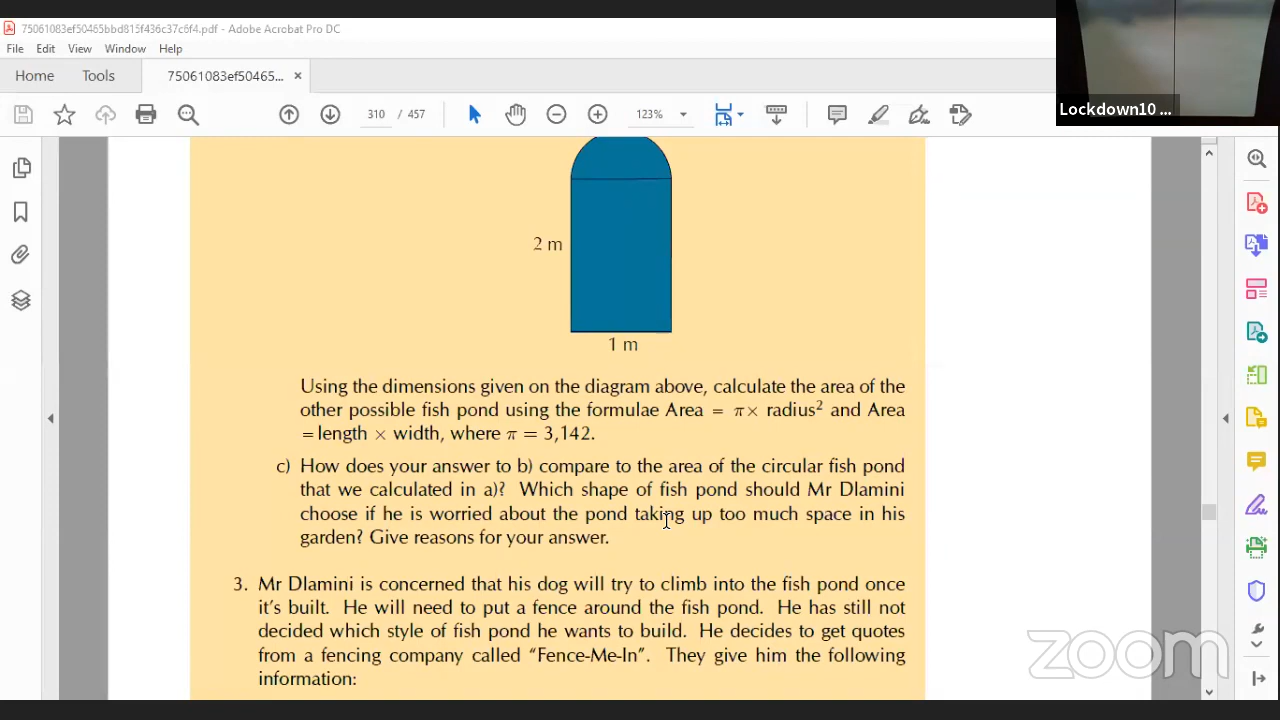 75061083ef50465bbd815f436c37c6f4.pdf - Adobe Acrobat Pro DC
File Edit View Window Help
Home Tools 75061083ef50465... ×
310 / 457 123%
Lockdown10 ...
2 m
1 m
Using the dimensions given on the diagram above, calculate the area of the
other possible fish pond using the formulae Area = π× radius² and Area
=length × width, where π = 3,142.
c) How does your answer to b) compare to the area of the circular fish pond
that we calculated in a)? Which shape of fish pond should Mr Dlamini
choose if he is worried about the pond taking up too much space in his
garden? Give reasons for your answer.
3. Mr Dlamini is concerned that his dog will try to climb into the fish pond once
it's built. He will need to put a fence around the fish pond. He has still not
decided which style of fish pond he wants to build. He decides to get quotes
from a fencing company called “Fence-Me-In”. They give him the following
information:
zoom